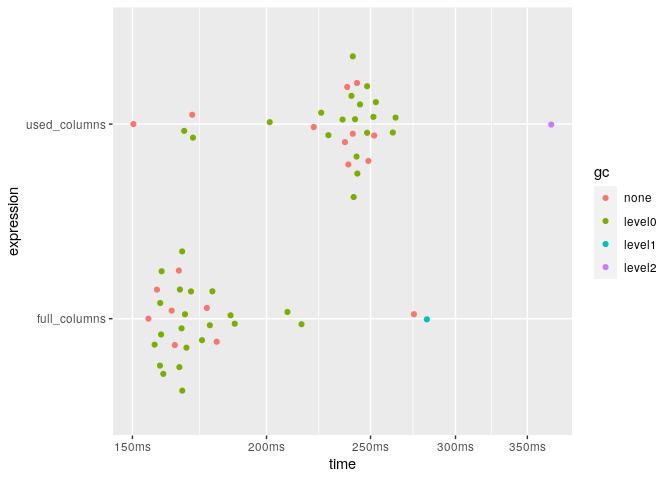 used_columns
full_columns
expression
150ms 200ms 250ms 300ms 350ms
time
gc
none
level0
level1
level2